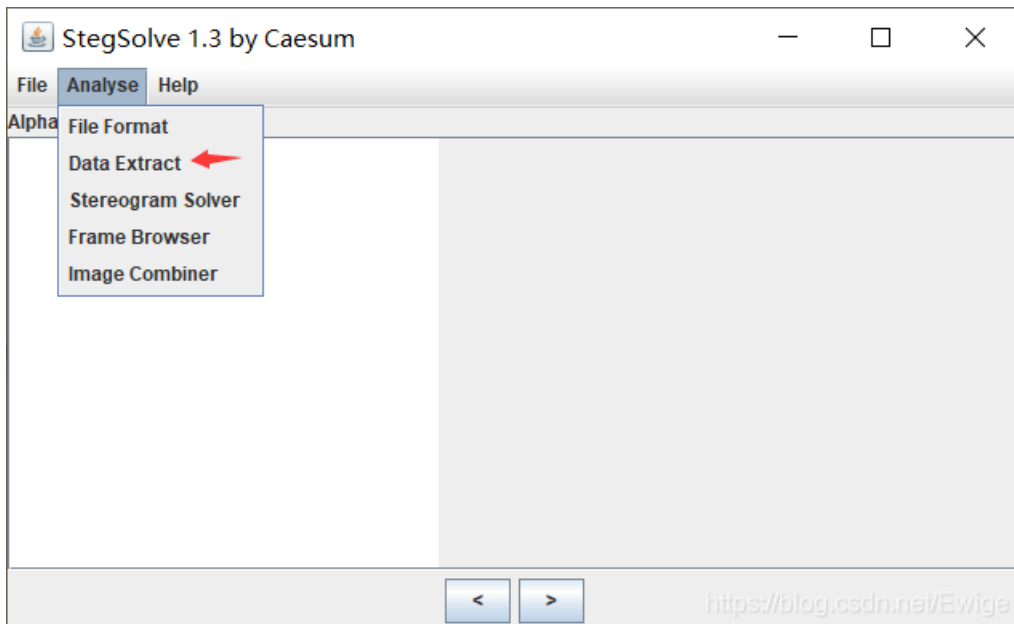 StegSolve 1.3 by Caesum
File Analyse Help
Alpha
File Format
Data Extract
Stereogram Solver
Frame Browser
Image Combiner
< >
https://blog.csdn.net/Ewige